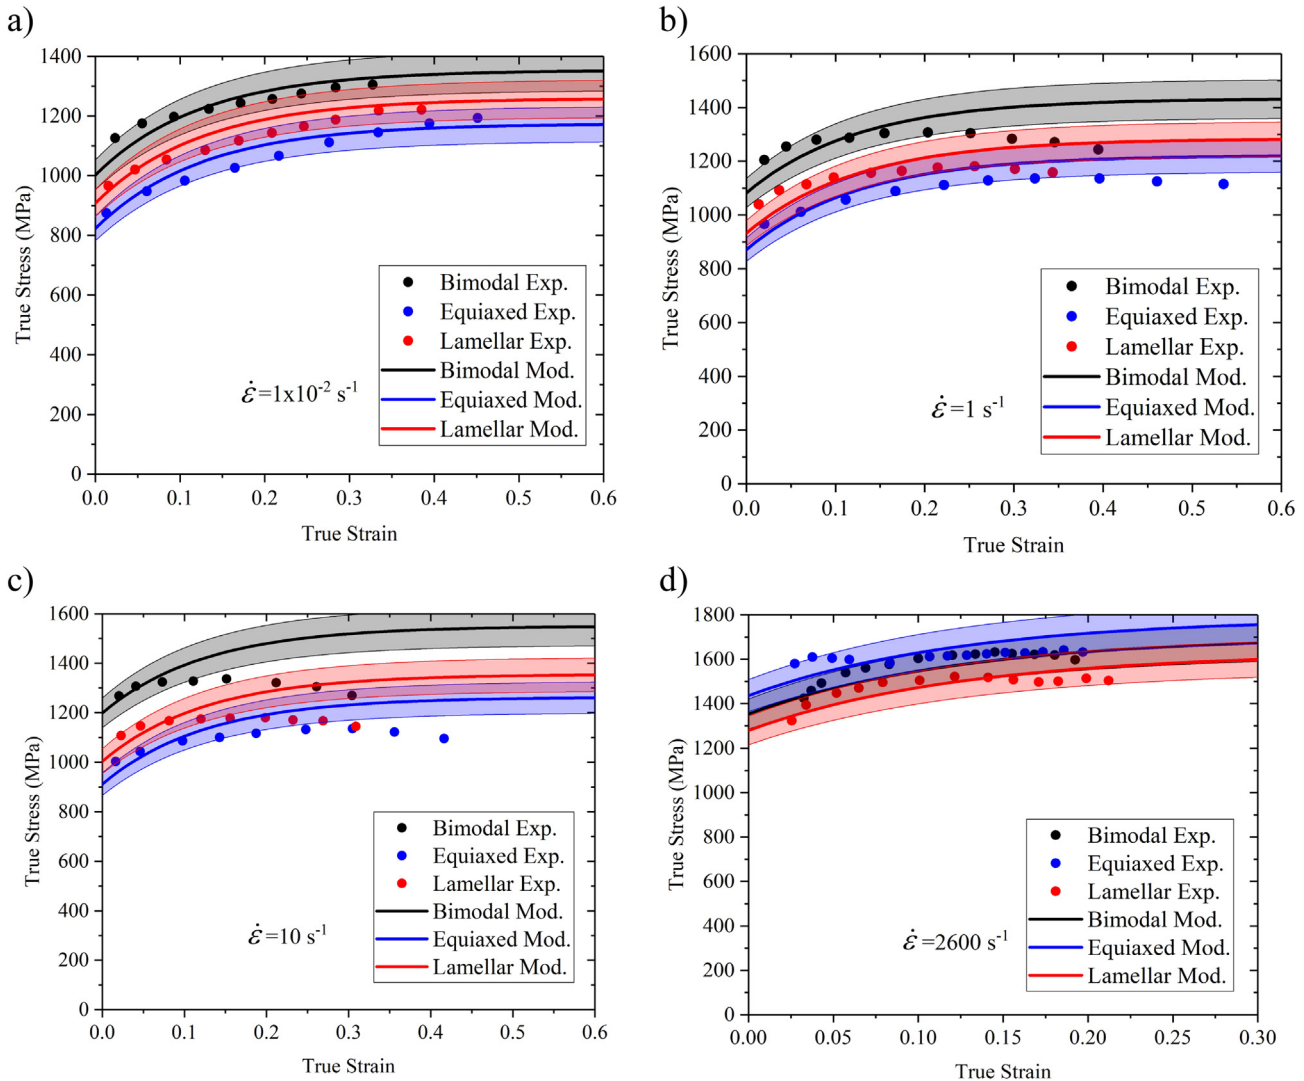 a)
1400
1200
1000
800
600
400
200
0
True Stress (MPa)
Bimodal Exp.
Equiaxed Exp.
Lamellar Exp.
Bimodal Mod.
Equiaxed Mod.
Lamellar Mod.
ε̇=1x10⁻² s⁻¹
0.0 0.1 0.2 0.3 0.4 0.5 0.6
True Strain
b)
1600
1400
1200
1000
800
600
400
200
0
True Stress (MPa)
Bimodal Exp.
Equiaxed Exp.
Lamellar Exp.
Bimodal Mod.
Equiaxed Mod.
Lamellar Mod.
ε̇=1 s⁻¹
0.0 0.1 0.2 0.3 0.4 0.5 0.6
True Strain
c)
1600
1400
1200
1000
800
600
400
200
0
True Stress (MPa)
Bimodal Exp.
Equiaxed Exp.
Lamellar Exp.
Bimodal Mod.
Equiaxed Mod.
Lamellar Mod.
ε̇=10 s⁻¹
0.0 0.1 0.2 0.3 0.4 0.5 0.6
True Strain
d)
1800
1600
1400
1200
1000
800
600
400
200
0
True Stress (MPa)
Bimodal Exp.
Equiaxed Exp.
Lamellar Exp.
Bimodal Mod.
Equiaxed Mod.
Lamellar Mod.
ε̇=2600 s⁻¹
0.00 0.05 0.10 0.15 0.20 0.25 0.30
True Strain